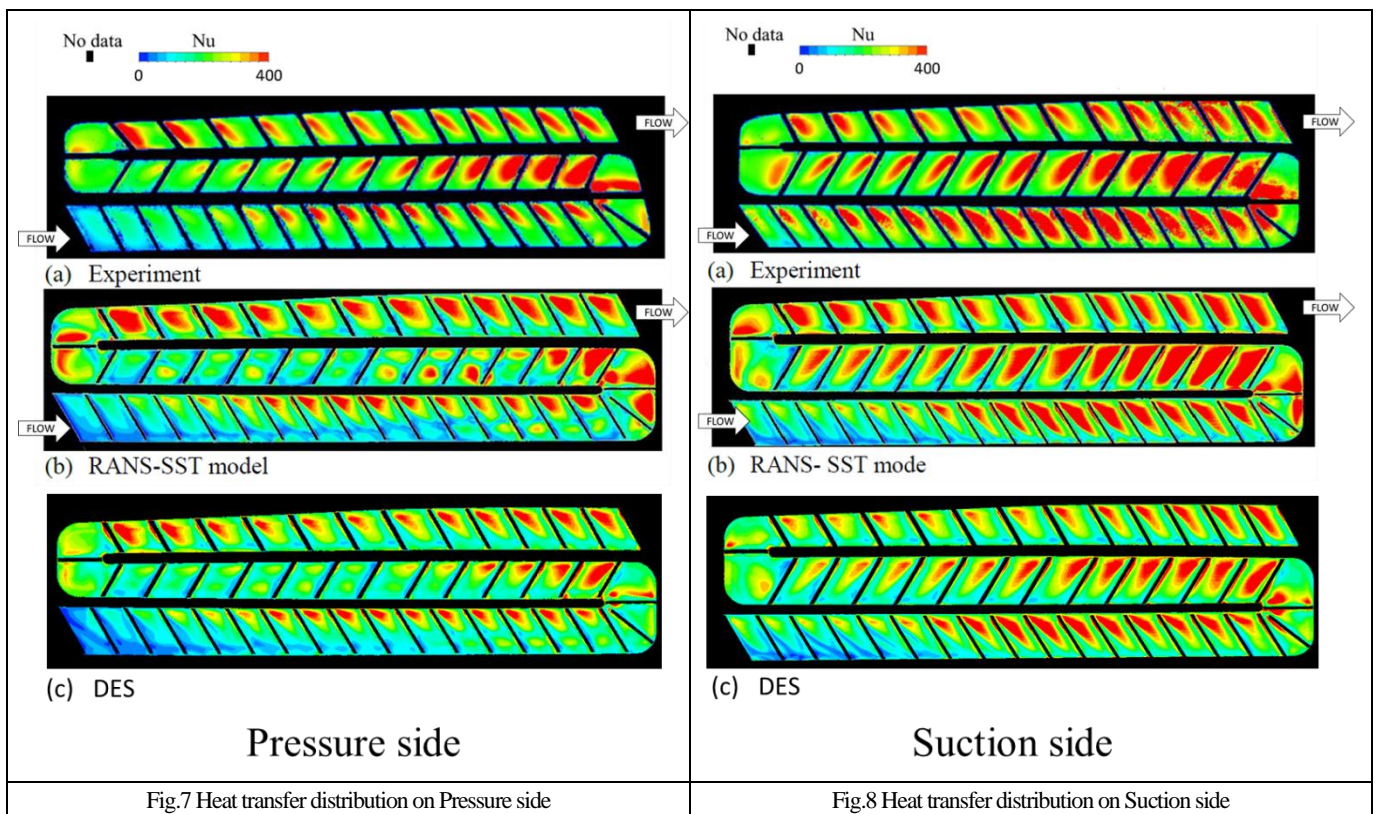 No data Nu
0 400
FLOW
FLOW
(a) Experiment
FLOW
FLOW
(b) RANS-SST model
(c) DES
Pressure side
Fig.7 Heat transfer distribution on Pressure side
No data Nu
0 400
FLOW
FLOW
(a) Experiment
FLOW
FLOW
(b) RANS- SST mode
(c) DES
Suction side
Fig.8 Heat transfer distribution on Suction side